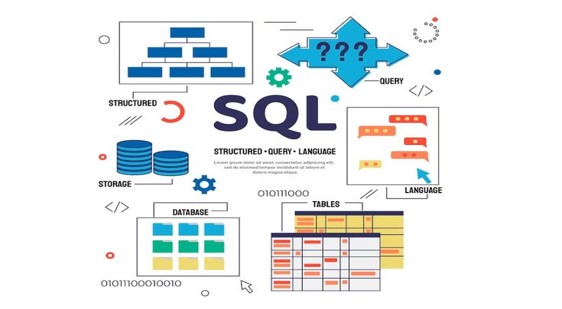 ? ? ?
QUERY
</>
STRUCTURED
SQL
STRUCTURED • QUERY • LANGUAGE
Lorem ipsum dolor sit amet, consectetur adipiscing elit,
sed do eiusmod tempor incididunt ut labore et
dolore magna aliqua.
STORAGE
LANGUAGE
010111000
</>
DATABASE
TABLES
01011100010010